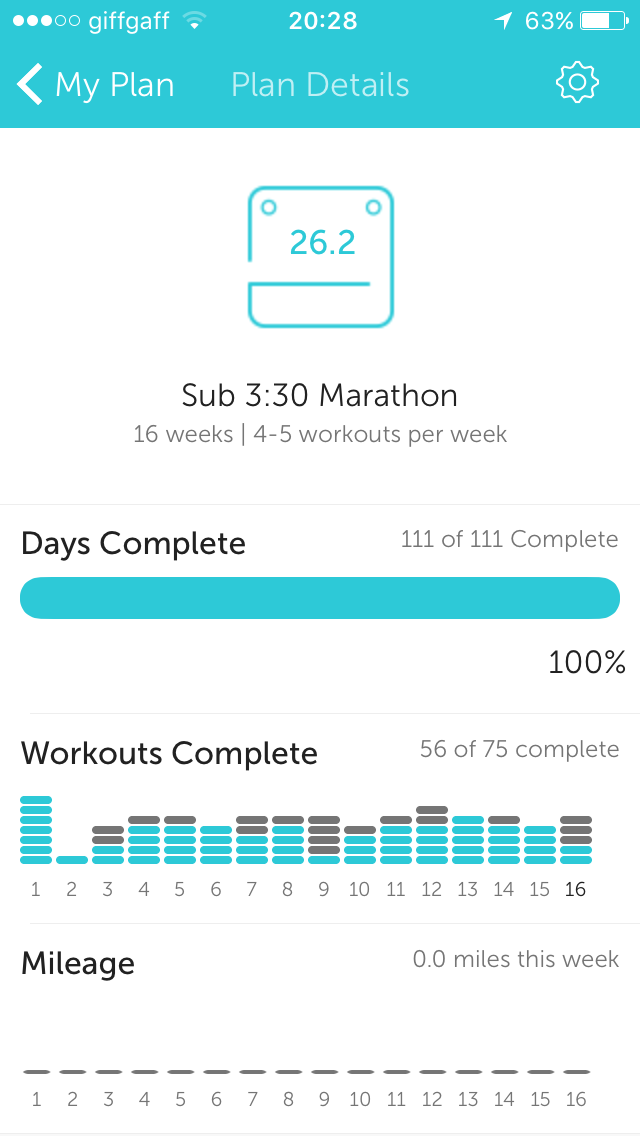 giffgaff 20:28 63%
My Plan Plan Details
26.2
Sub 3:30 Marathon
16 weeks | 4-5 workouts per week
Days Complete 111 of 111 Complete
100%
Workouts Complete 56 of 75 complete
1 2 3 4 5 6 7 8 9 10 11 12 13 14 15 16
Mileage 0.0 miles this week
1 2 3 4 5 6 7 8 9 10 11 12 13 14 15 16